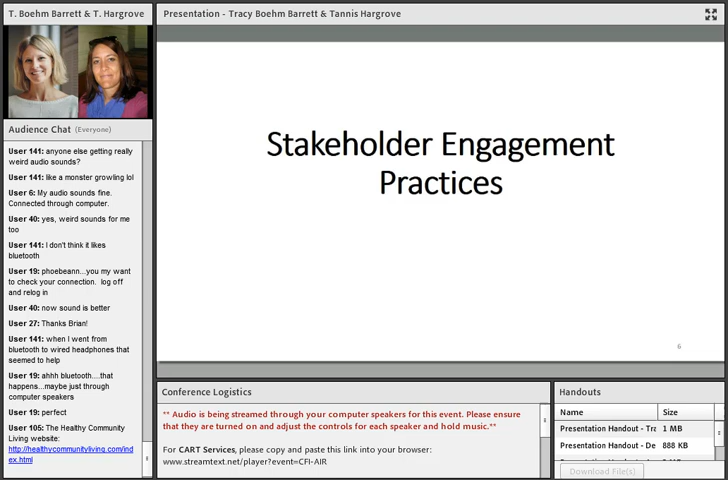 T. Boehm Barrett & T. Hargrove
Audience Chat (Everyone)
User 141: anyone else getting really
weird audio sounds?
User 141: like a monster growling lol
User 6: My audio sounds fine.
Connected through computer.
User 40: yes, weird sounds for me
too
User 141: I don't think it likes
bluetooth
User 19: phoebeann...you my want
to check your connection. log off
and relog in
User 40: now sound is better
User 27: Thanks Brian!
User 141: when I went from
bluetooth to wired headphones that
seemed to help
User 19: ahhh bluetooth....that
happens...maybe just through
computer speakers
User 19: perfect
User 105: The Healthy Community
Living website:
http://healthycommunityliving.com/ind
ex.html
Presentation - Tracy Boehm Barrett & Tannis Hargrove
Stakeholder Engagement
Practices
6
Conference Logistics
** Audio is being streamed through your computer speakers for this event. Please ensure
that they are turned on and adjust the controls for each speaker and hold music.**
For CART Services, please copy and paste this link into your browser:
www.streamtext.net/player?event=CFI-AIR
Handouts
Name Size
Presentation Handout - Tra 1 MB
Presentation Handout - De 888 KB
Download File(s)